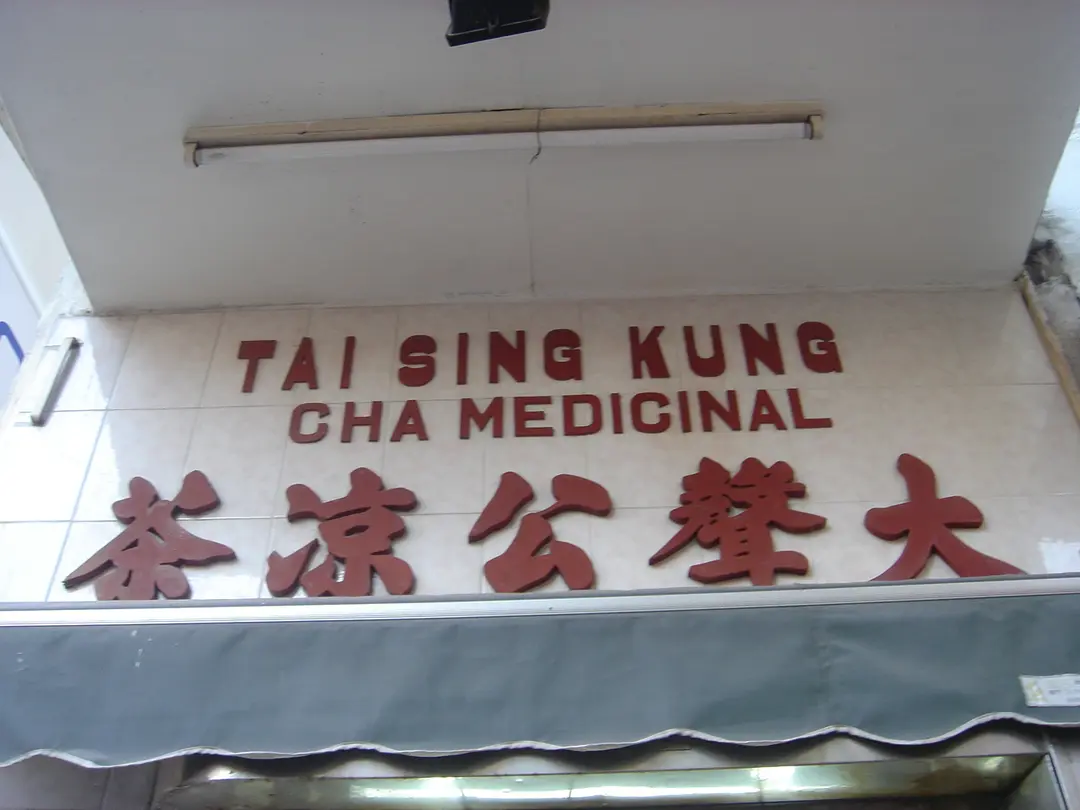 TAI SING KUNG
CHA MEDICINAL
大聲公凉茶